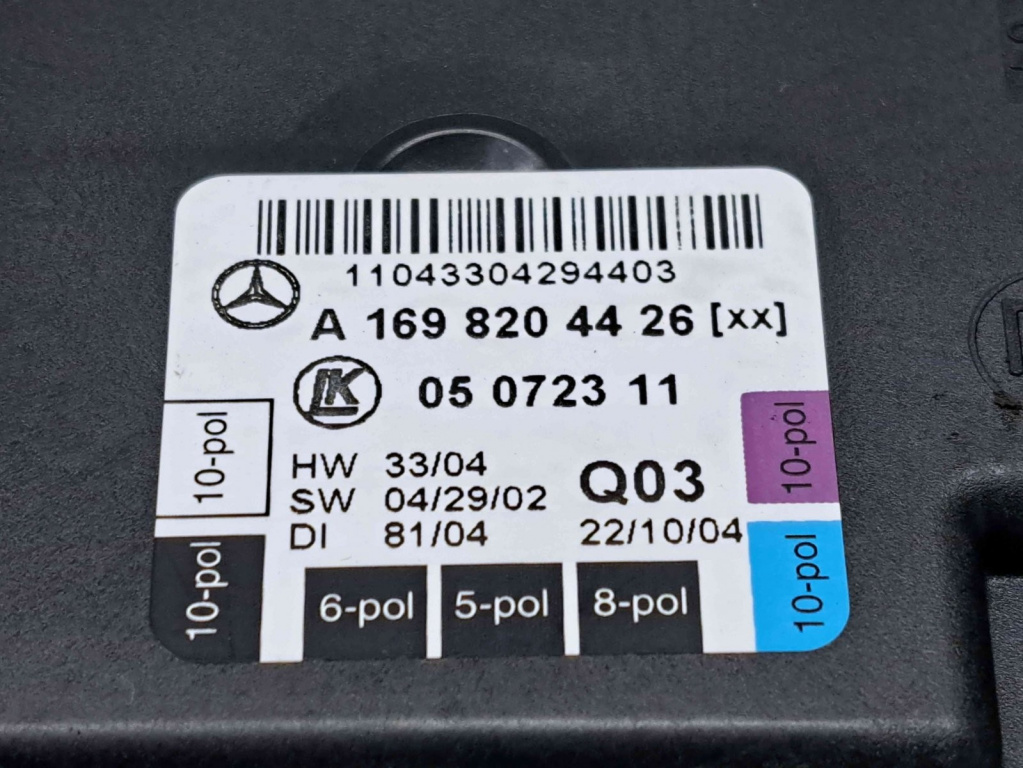 11043304294403
A 169 820 44 26 [xx]
LK 05 0723 11
HW 33/04
SW 04/29/02
DI 81/04
Q03
22/10/04
10-pol
10-pol
6-pol
5-pol
8-pol
10-pol
10-pol